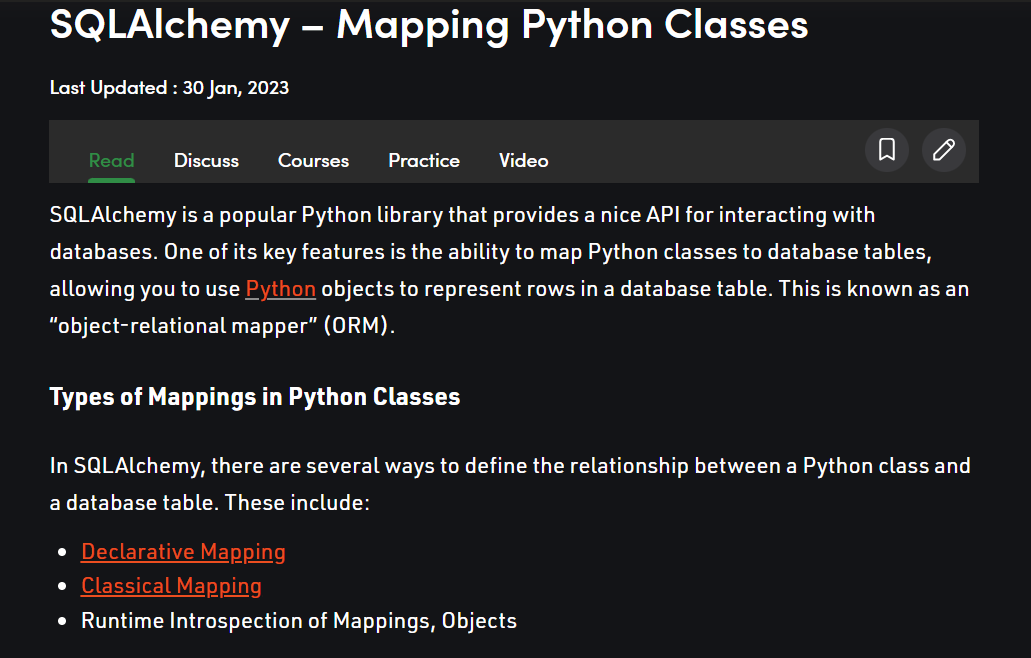 SQLAlchemy – Mapping Python Classes
Last Updated : 30 Jan, 2023
Read Discuss Courses Practice Video
SQLAlchemy is a popular Python library that provides a nice API for interacting with
databases. One of its key features is the ability to map Python classes to database tables,
allowing you to use Python objects to represent rows in a database table. This is known as an
“object-relational mapper” (ORM).
Types of Mappings in Python Classes
In SQLAlchemy, there are several ways to define the relationship between a Python class and
a database table. These include:
• Declarative Mapping
• Classical Mapping
• Runtime Introspection of Mappings, Objects